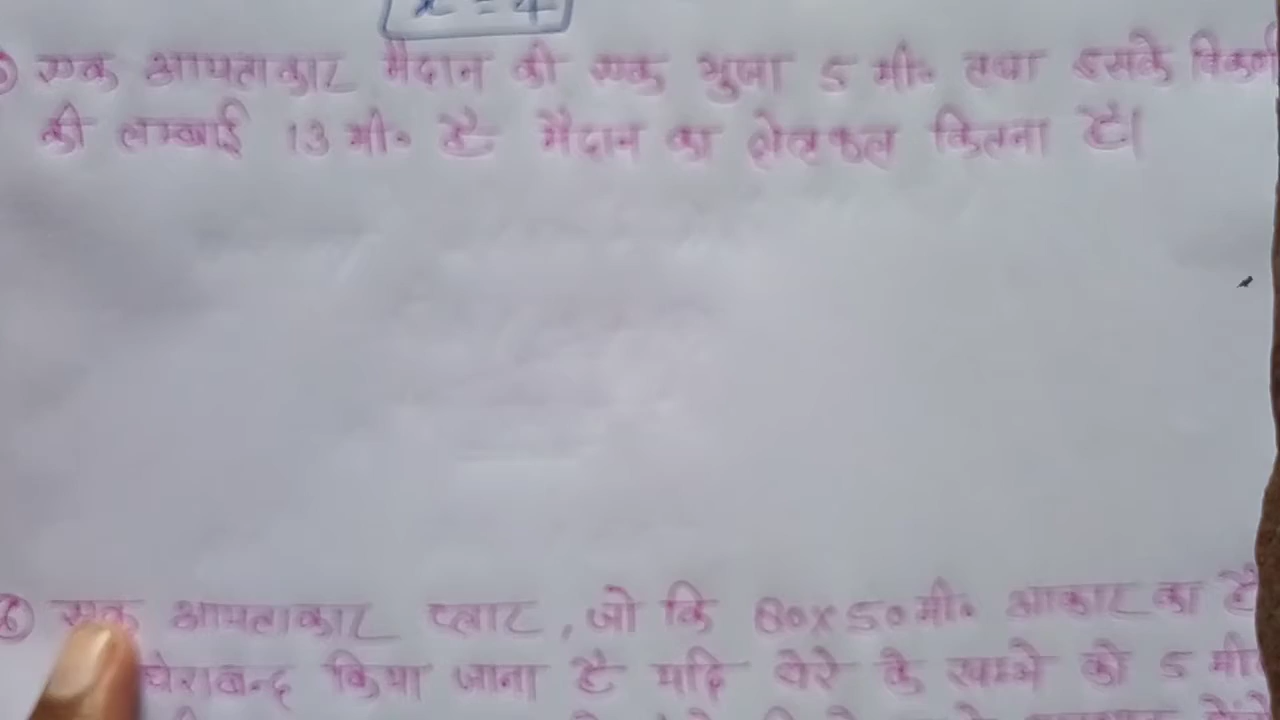 x = 4
⑤ एक आयताकार मैदान की एक भुजा 5 मी० तथा इसके विकर्ण
की लम्बाई 13 मी० है मैदान का क्षेत्रफल कितना है।
⑥ एक आयताकार प्लाट, जो कि 80x50 मी० आकार का है
घेराबन्द किया जाना है यदि घेरे के खम्भे को 5 मी